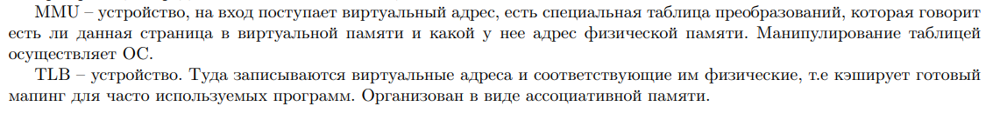 MMU – устройство, на вход поступает виртуальный адрес, есть специальная таблица преобразований, которая говорит
есть ли данная страница в виртуальной памяти и какой у нее адрес физической памяти. Манипулирование таблицей
осуществляет ОС.
TLB – устройство. Туда записываются виртуальные адреса и соответствующие им физические, т.е кэширует готовый
мапинг для часто используемых программ. Организован в виде ассоциативной памяти.